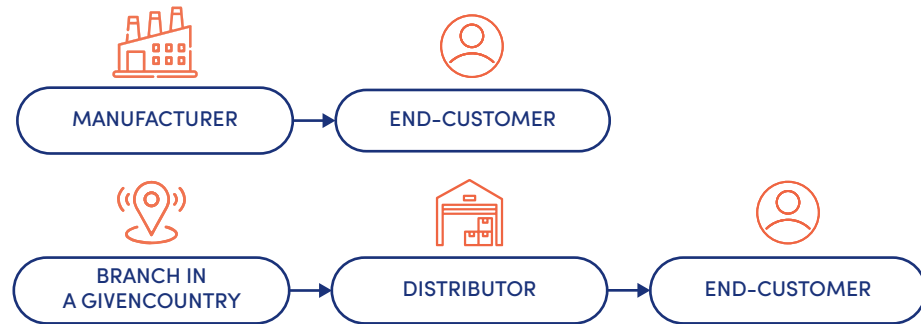 MANUFACTURER
END-CUSTOMER
BRANCH IN
A GIVENCOUNTRY
DISTRIBUTOR
END-CUSTOMER